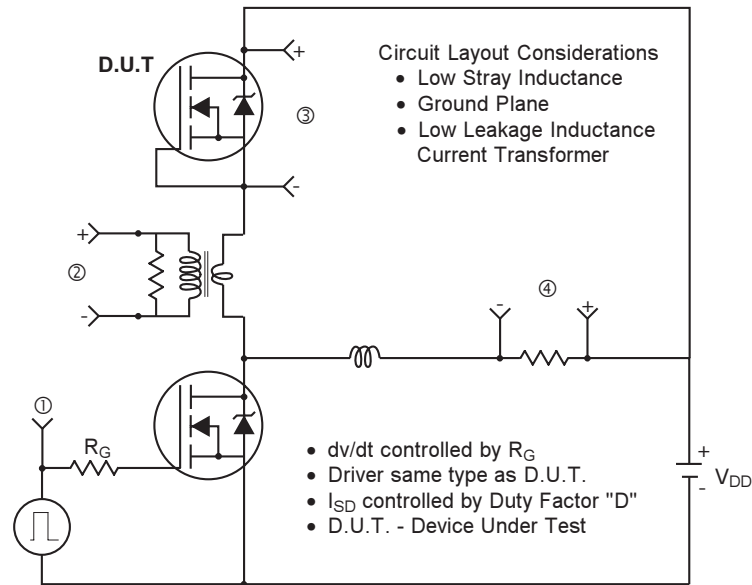 D.U.T
+
③
-
Circuit Layout Considerations
• Low Stray Inductance
• Ground Plane
• Low Leakage Inductance
Current Transformer
+
②
-
④
-
+
①
R_G
+
V_DD
-
• dv/dt controlled by R_G
• Driver same type as D.U.T.
• I_SD controlled by Duty Factor "D"
• D.U.T. - Device Under Test